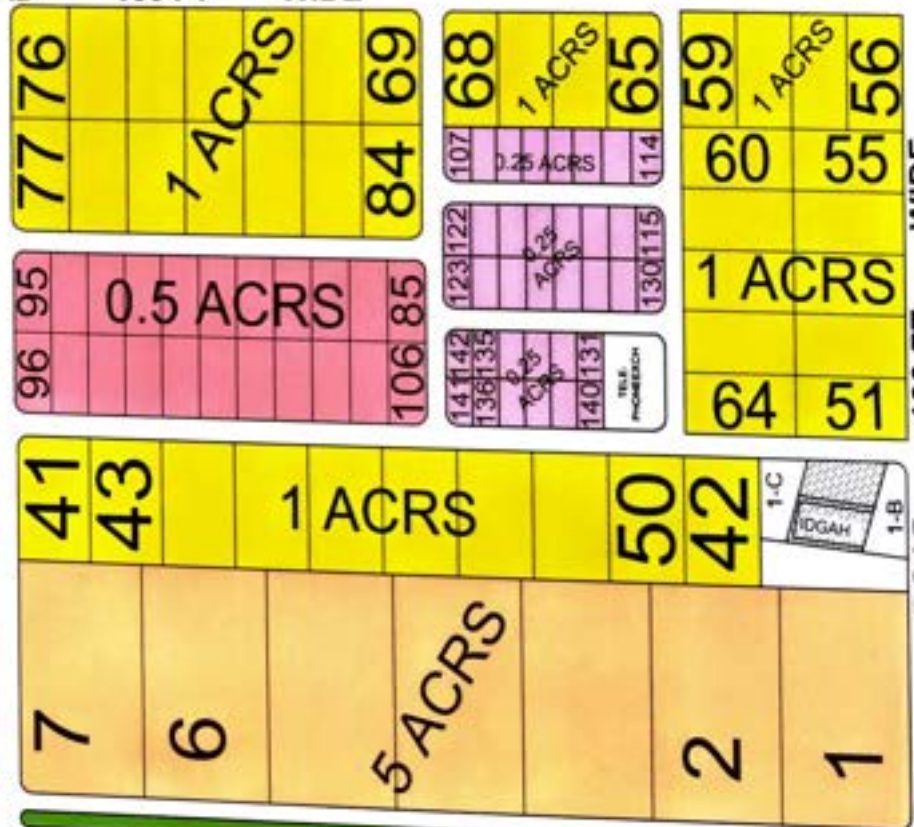 76
69
68
65
59
56
1 ACRS
1 ACRS
1 ACRS
77
84
107
0.25 ACRS
114
60
55
122
115
0.25
ACRS
123
130
95
0.5 ACRS
85
1 ACRS
96
106
142
135
131
0.25
ACRS
141
136
140
TELE-
PHONEEXCH
64
51
41
43
1 ACRS
50
42
1-C
IDGAH
1-B
7
6
5 ACRS
2
1